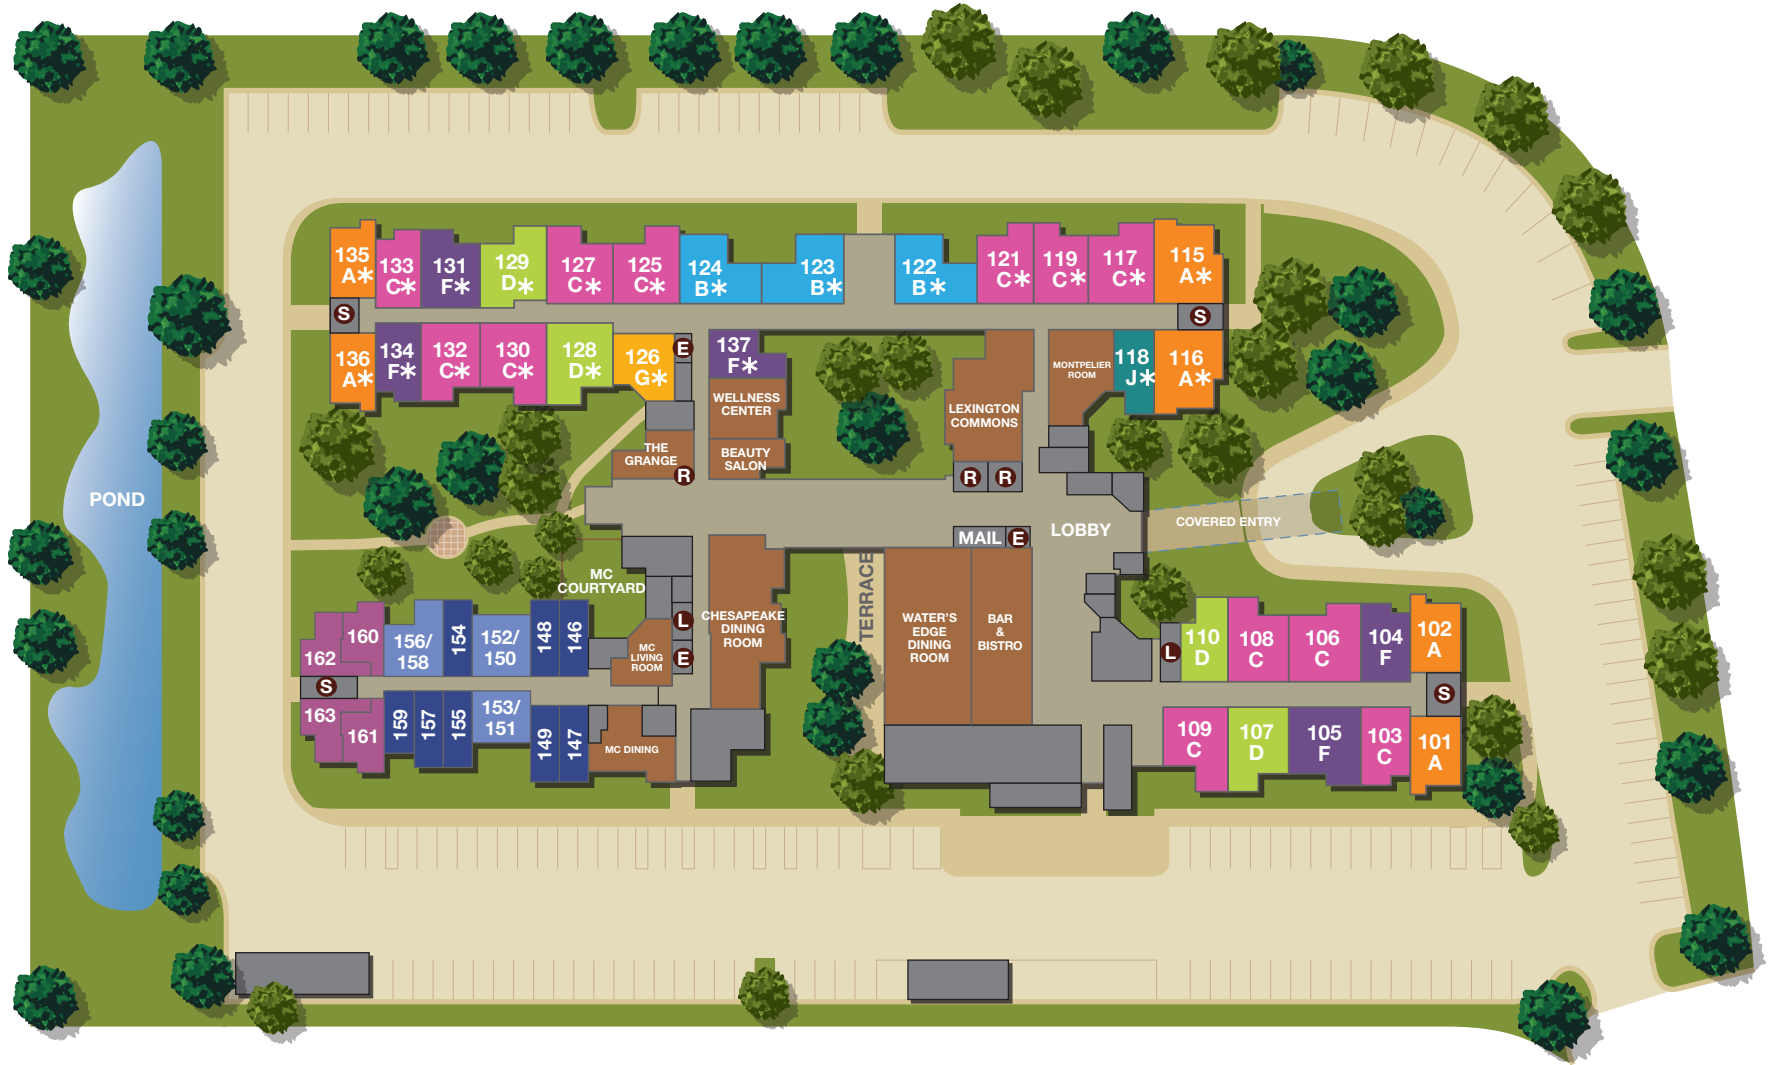 135
A*
133
C*
131
F*
129
D*
127
C*
125
C*
124
B*
123
B*
122
B*
121
C*
119
C*
117
C*
115
A*
S
S
136
A*
134
F*
132
C*
130
C*
128
D*
126
G*
E
137
F*
WELLNESS
CENTER
BEAUTY
SALON
LEXINGTON
COMMONS
MONTPELIER
ROOM
118
J*
116
A*
THE
GRANGE
R
R
R
POND
MAIL
E
LOBBY
COVERED ENTRY
MC
COURTYARD
TERRACE
CHESAPEAKE
DINING
ROOM
WATER'S
EDGE
DINING
ROOM
BAR
&
BISTRO
L
E
MC
LIVING
ROOM
162
160
156/
158
154
152/
150
148
146
S
163
161
159
157
155
153/
151
149
147
MC DINING
L
110
D
108
C
106
C
104
F
102
A
S
109
C
107
D
105
F
103
C
101
A